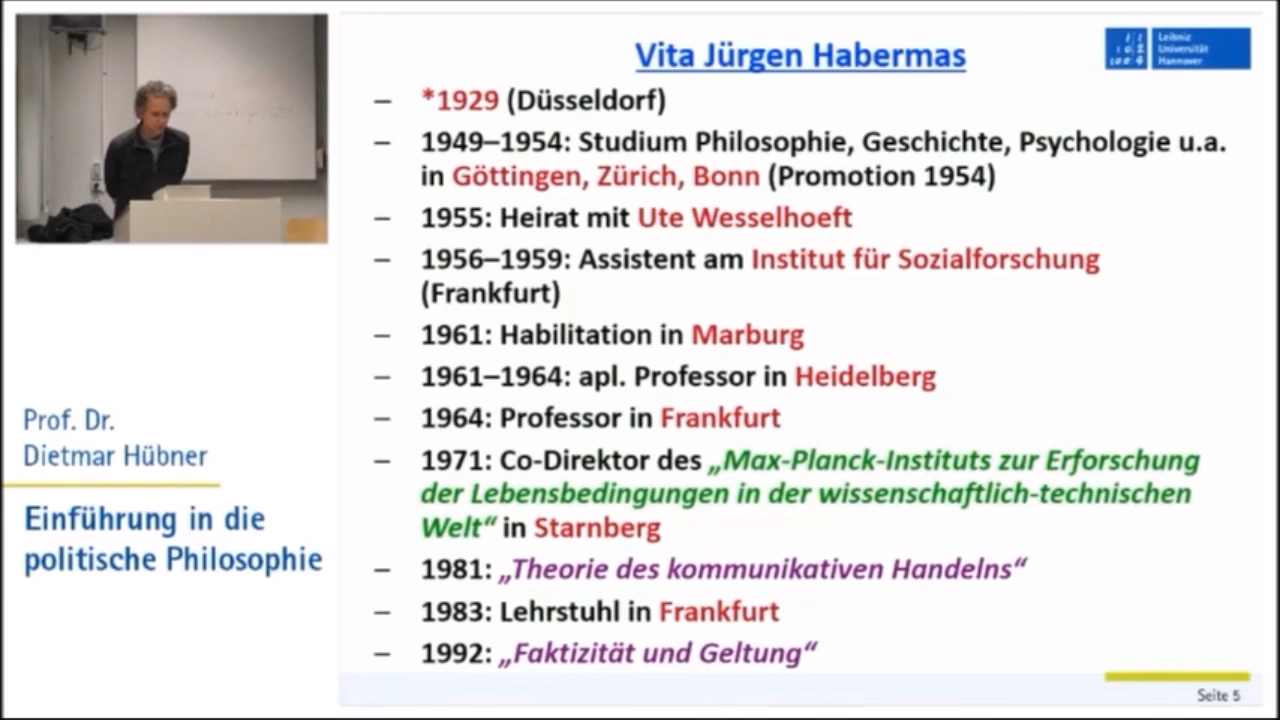 Vita Jürgen Habermas
Leibniz
Universität
Hannover
– *1929 (Düsseldorf)
– 1949–1954: Studium Philosophie, Geschichte, Psychologie u.a.
in Göttingen, Zürich, Bonn (Promotion 1954)
– 1955: Heirat mit Ute Wesselhoeft
– 1956–1959: Assistent am Institut für Sozialforschung
(Frankfurt)
– 1961: Habilitation in Marburg
– 1961–1964: apl. Professor in Heidelberg
– 1964: Professor in Frankfurt
– 1971: Co-Direktor des „Max-Planck-Instituts zur Erforschung
der Lebensbedingungen in der wissenschaftlich-technischen
Welt“ in Starnberg
– 1981: „Theorie des kommunikativen Handelns“
– 1983: Lehrstuhl in Frankfurt
– 1992: „Faktizität und Geltung“
Seite 5
Prof. Dr.
Dietmar Hübner
Einführung in die
politische Philosophie